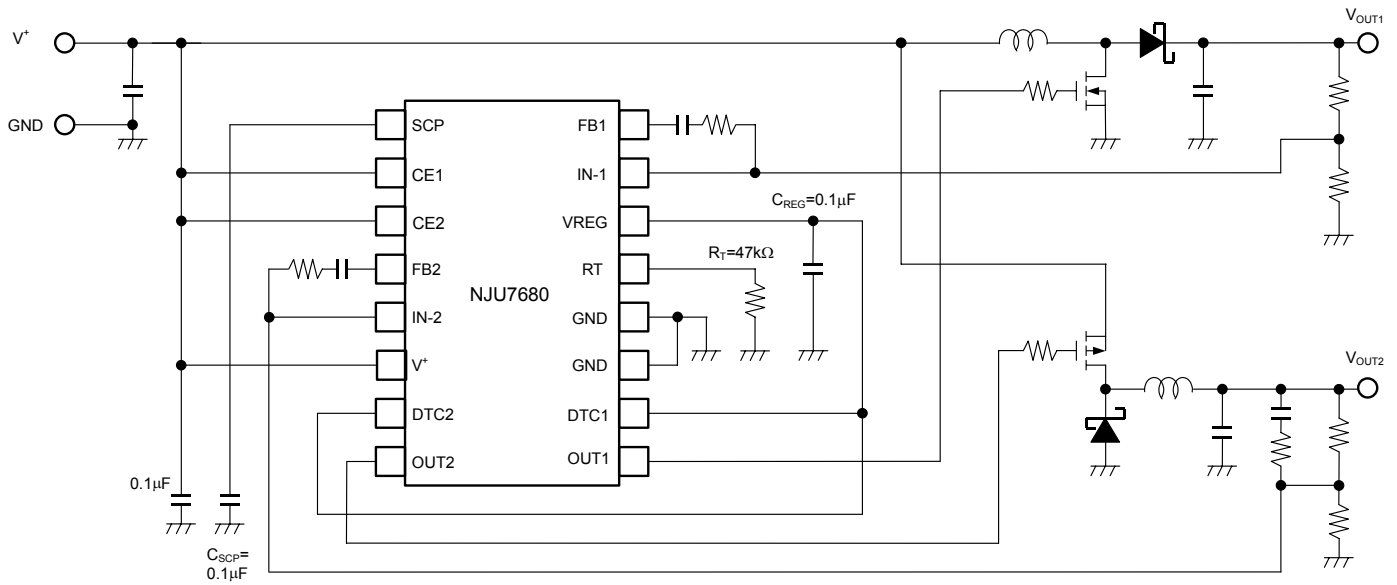 V+
VOUT1
GND
SCP
FB1
CE1
IN-1
CREG=0.1μF
CE2
VREG
RT=47kΩ
FB2
RT
NJU7680
IN-2
GND
V+
GND
VOUT2
DTC2
DTC1
OUT2
OUT1
0.1μF
CSCP=
0.1μF